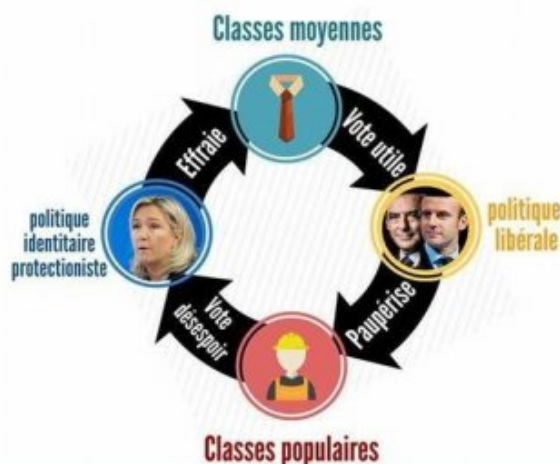 Classes moyennes
Effraie
Vote utile
politique
identitaire
protectioniste
politique
libérale
Vote
désespoir
Paupérise
Classes populaires